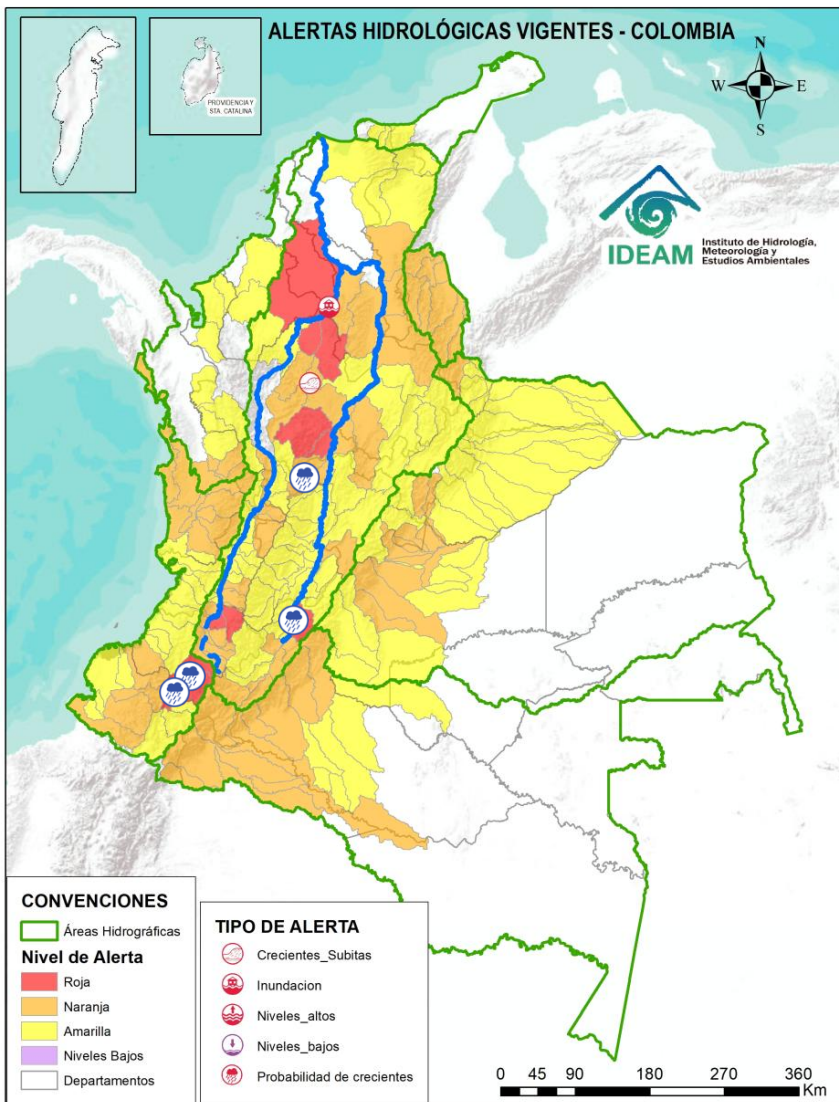 ALERTAS HIDROLÓGICAS VIGENTES - COLOMBIA
PROVIDENCIA Y
STA. CATALINA
N
W
E
S
IDEAM
Instituto de Hidrología,
Meteorología y
Estudios Ambientales
CONVENCIONES
Áreas Hidrográficas
Nivel de Alerta
Roja
Naranja
Amarilla
Niveles Bajos
Departamentos
TIPO DE ALERTA
Crecientes_Subitas
Inundacion
Niveles_altos
Niveles_bajos
Probabilidad de crecientes
0 45 90 180 270 360
Km